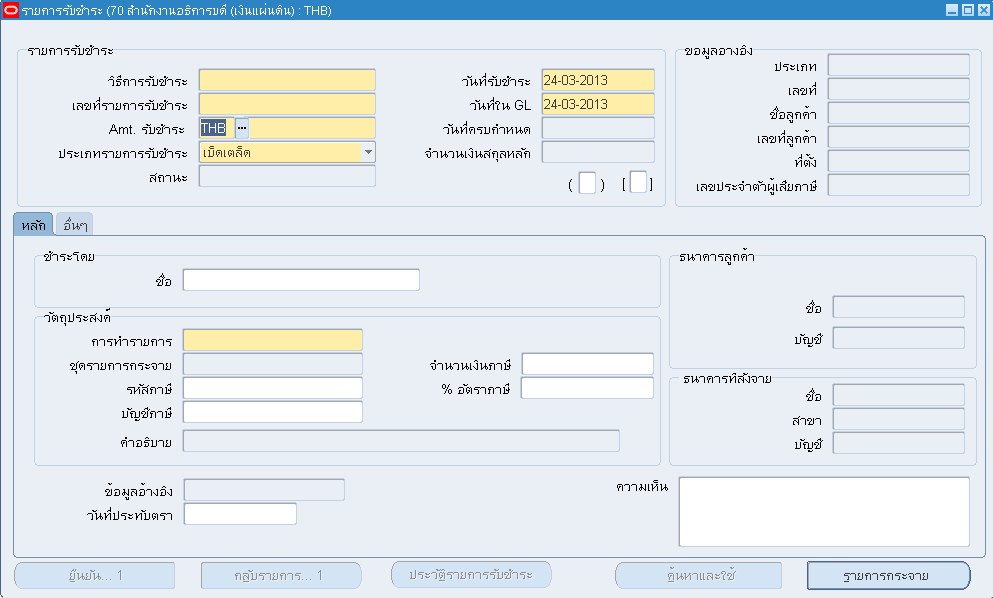 รายการรับชำระ (70 สำนักงานอธิการบดี (เงินแผ่นดิน) : THB)
รายการรับชำระ
วิธีการรับชำระ
เลขที่รายการรับชำระ
Amt. รับชำระ THB ...
ประเภทรายการรับชำระ เบ็ดเตล็ด
สถานะ
วันที่รับชำระ 24-03-2013
วันที่ใน GL 24-03-2013
วันที่ครบกำหนด
จำนวนเงินสกุลหลัก
( ) [ ]
ข้อมูลอ้างอิง
ประเภท
เลขที่
ชื่อลูกค้า
เลขที่ลูกค้า
ที่ตั้ง
เลขประจำตัวผู้เสียภาษี
หลัก อื่นๆ
ชำระโดย
ชื่อ
วัตถุประสงค์
การทำรายการ
ชุดรายการกระจาย
รหัสภาษี
บัญชีภาษี
คำอธิบาย
จำนวนเงินภาษี
% อัตราภาษี
ธนาคารลูกค้า
ชื่อ
บัญชี
ธนาคารที่สั่งจ่าย
ชื่อ
สาขา
บัญชี
ข้อมูลอ้างอิง
วันที่ประทับตรา
ความเห็น
ยืนยัน... 1 กลับรายการ... 1 ประวัติรายการรับชำระ ค้นหาและใช้ รายการกระจาย